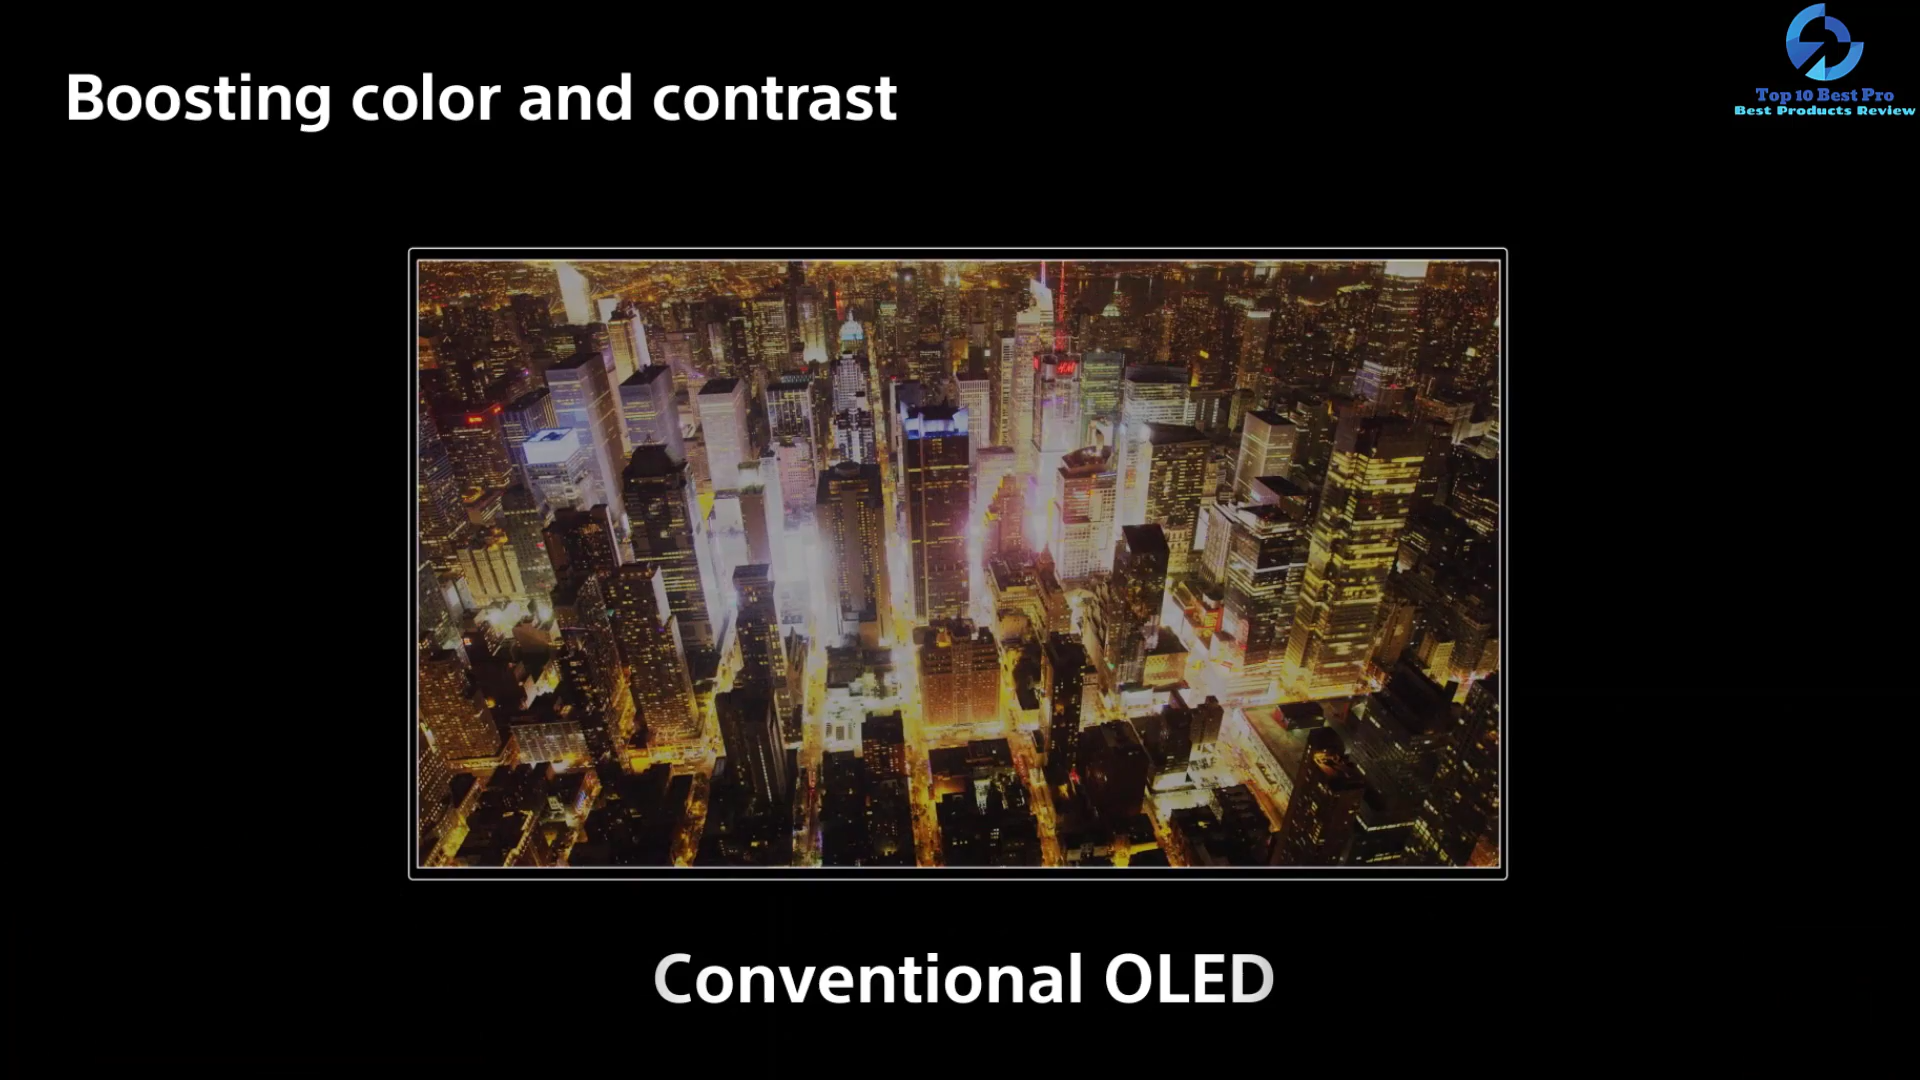 Boosting color and contrast
Top 10 Best Pro
Best Products Review
H&M
Conventional OLED